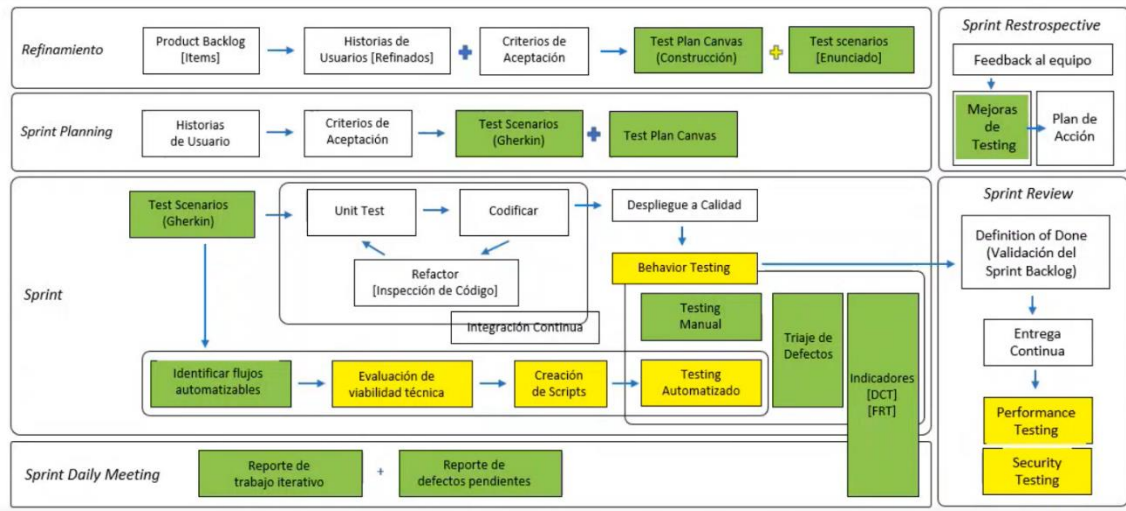 Refinamiento
Product Backlog
[Items]
Historias de
Usuarios [Refinados]
Criterios de
Aceptación
Test Plan Canvas
(Construcción)
Test scenarios
[Enunciado]
Sprint Planning
Historias
de Usuario
Criterios de
Aceptación
Test Scenarios
(Gherkin)
Test Plan Canvas
Sprint
Test Scenarios
(Gherkin)
Unit Test
Codificar
Despliegue a Calidad
Refactor
[Inspección de Código]
Integración Continua
Behavior Testing
Testing
Manual
Triaje de
Defectos
Indicadores
[DCT]
[FRT]
Identificar flujos
automatizables
Evaluación de
viabilidad técnica
Creación
de Scripts
Testing
Automatizado
Sprint Daily Meeting
Reporte de
trabajo iterativo
+
Reporte de
defectos pendientes
Sprint Restrospective
Feedback al equipo
Mejoras
de
Testing
Plan de
Acción
Sprint Review
Definition of Done
(Validación del
Sprint Backlog)
Entrega
Continua
Performance
Testing
Security
Testing